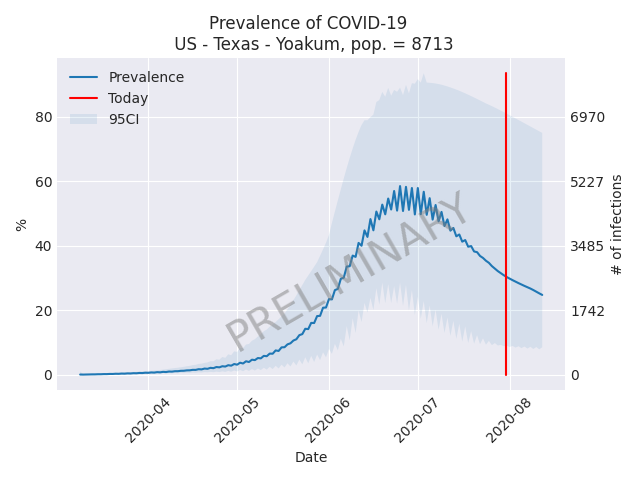 Prevalence of COVID-19
US - Texas - Yoakum, pop. = 8713
Prevalence
Today
95CI
%
80
60
40
20
0
6970
5227
3485
1742
0
# of infections
PRELIMINARY
2020-04
2020-05
2020-06
2020-07
2020-08
Date